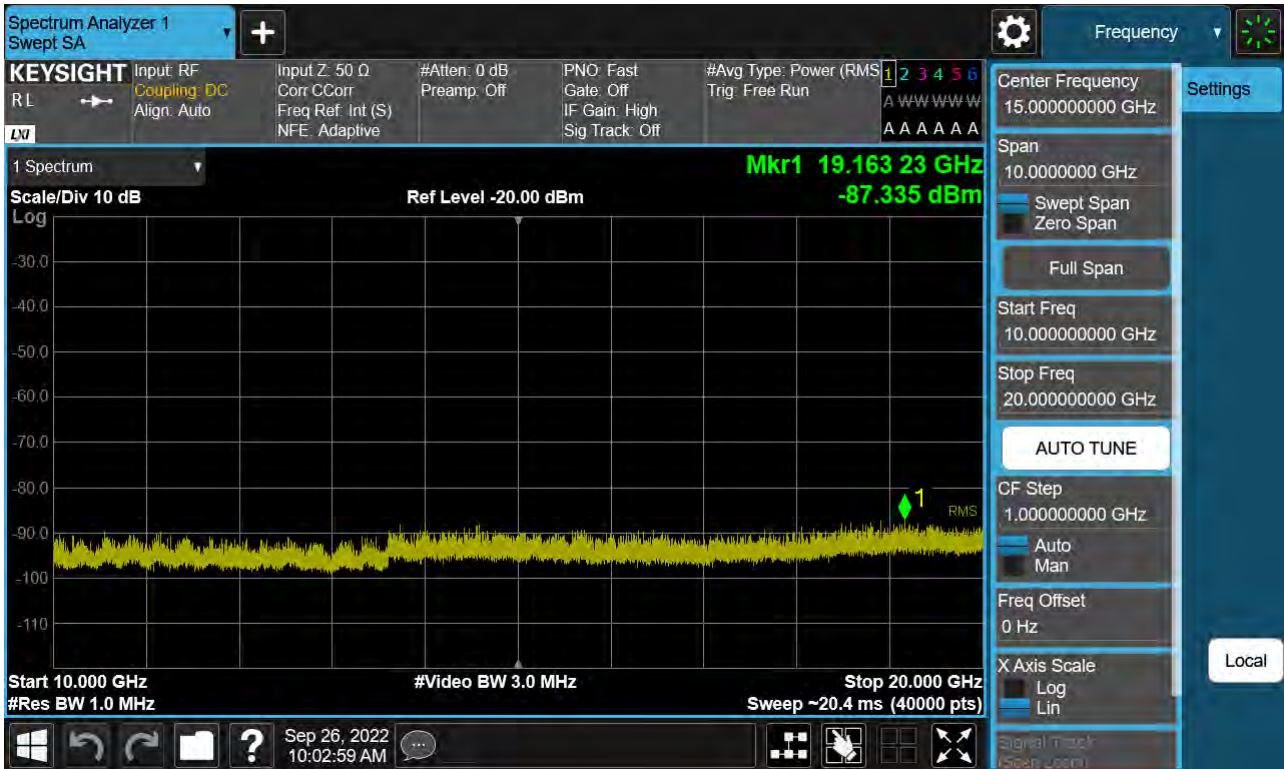 Spectrum Analyzer 1
Swept SA
Frequency
KEYSIGHT
RL
LXI
Input: RF
Coupling: DC
Align: Auto
Input Z: 50 Ω
Corr CCorr
Freq Ref: Int (S)
NFE: Adaptive
#Atten: 0 dB
Preamp: Off
PNO: Fast
Gate: Off
IF Gain: High
Sig Track: Off
#Avg Type: Power (RMS
Trig: Free Run
1 2 3 4 5 6
A W W W W W
A A A A A A
1 Spectrum
Mkr1 19.163 23 GHz
-87.335 dBm
Scale/Div 10 dB
Ref Level -20.00 dBm
Log
-30.0
-40.0
-50.0
-60.0
-70.0
-80.0
1
RMS
-90.0
-100
-110
Start 10.000 GHz
#Video BW 3.0 MHz
Stop 20.000 GHz
#Res BW 1.0 MHz
Sweep ~20.4 ms (40000 pts)
Center Frequency
15.000000000 GHz
Settings
Span
10.0000000 GHz
Swept Span
Zero Span
Full Span
Start Freq
10.000000000 GHz
Stop Freq
20.000000000 GHz
AUTO TUNE
CF Step
1.000000000 GHz
Auto
Man
Freq Offset
0 Hz
X Axis Scale
Log
Lin
Local
Signal Track
(Span Zoom)
?
Sep 26, 2022
10:02:59 AM